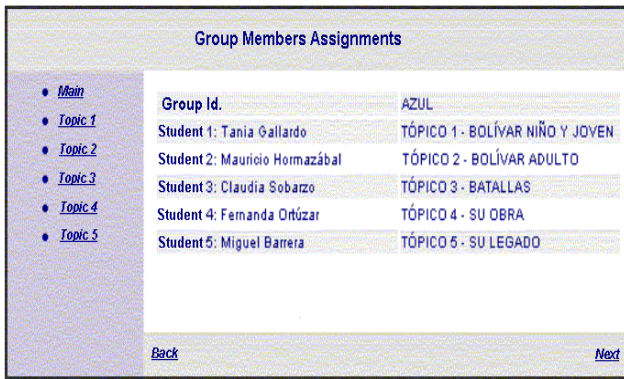 Group Members Assignments
Main
Topic 1
Topic 2
Topic 3
Topic 4
Topic 5
Group Id. AZUL
Student 1: Tania Gallardo TÓPICO 1 - BOLÍVAR NIÑO Y JOVEN
Student 2: Mauricio Hormazábal TÓPICO 2 - BOLÍVAR ADULTO
Student 3: Claudia Sobarzo TÓPICO 3 - BATALLAS
Student 4: Fernanda Ortúzar TÓPICO 4 - SU OBRA
Student 5: Miguel Barrera TÓPICO 5 - SU LEGADO
Back Next